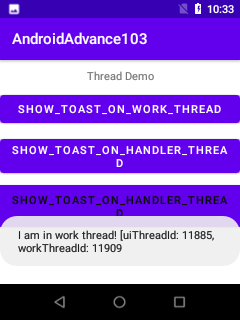 10:33
AndroidAdvance103
Thread Demo
SHOW_TOAST_ON_WORK_THREAD
SHOW_TOAST_ON_HANDLER_THREA
D
SHOW_TOAST_ON_HANDLER_THREA
D
I am in work thread! [uiThreadId: 11885,
workThreadId: 11909